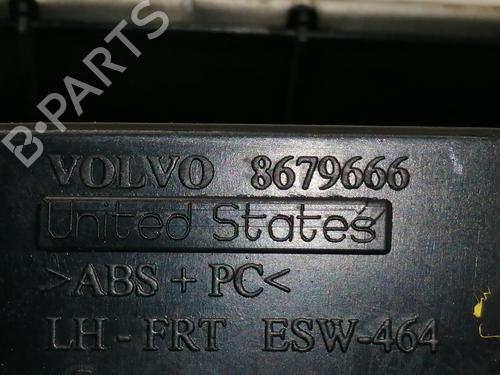 B-PARTS
VOLVO 8679666
United States
>ABS + PC<
LH - FRT ESW-464